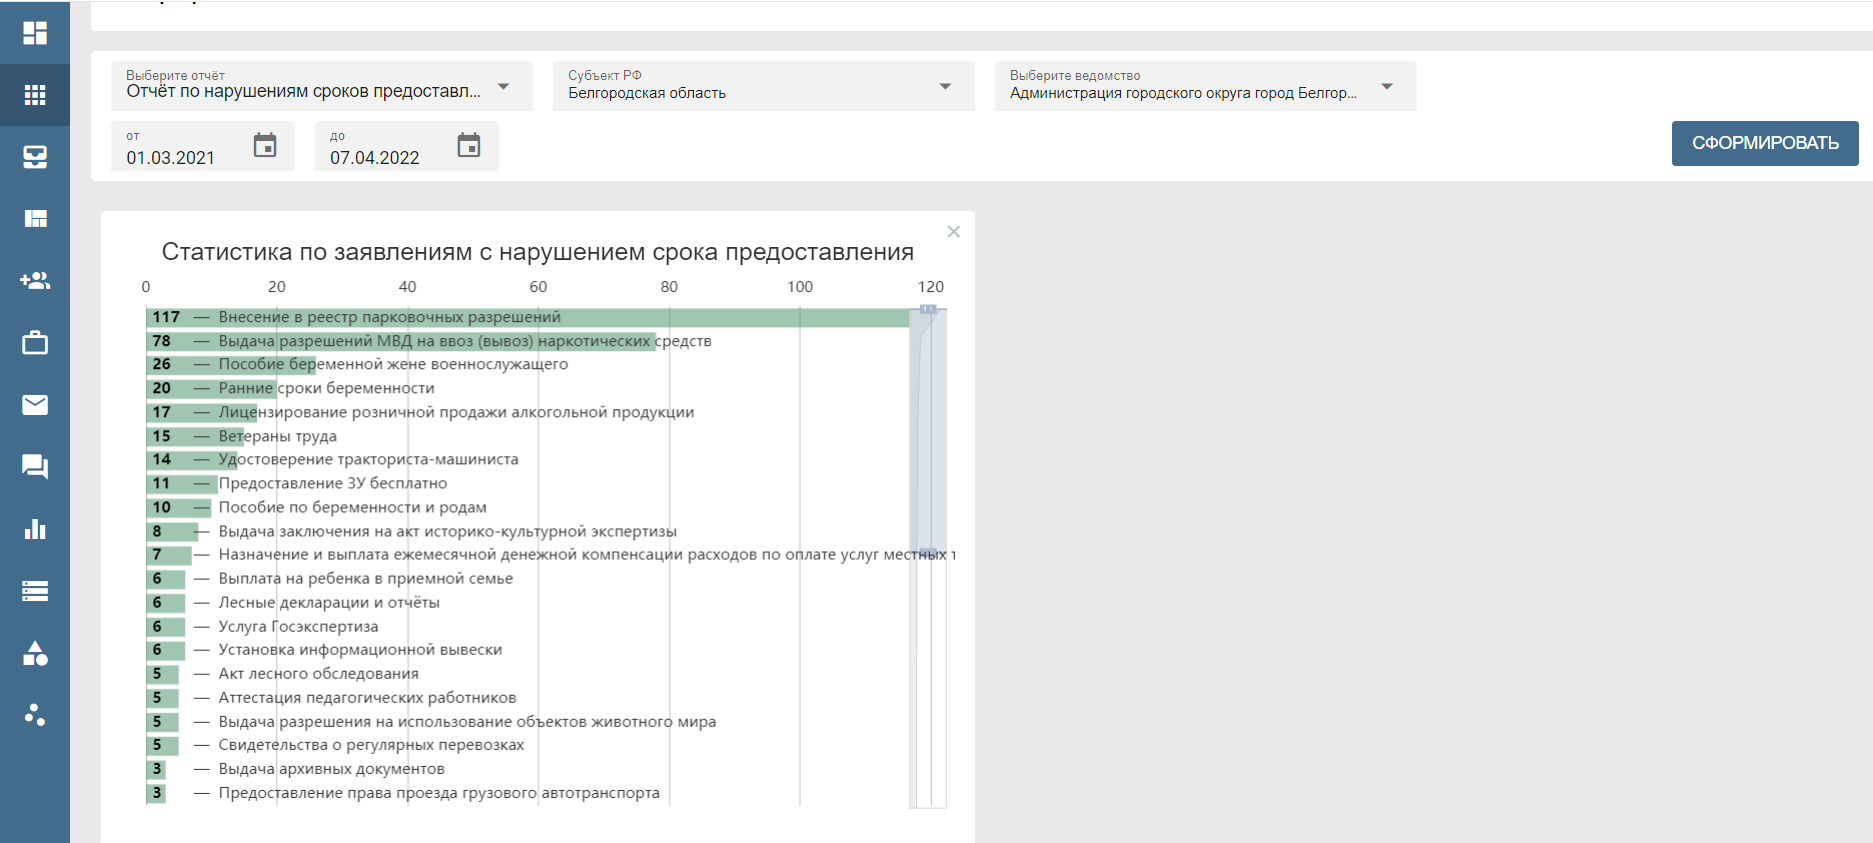 Выберите отчёт
Отчёт по нарушениям сроков предоставл...
Субъект РФ
Белгородская область
Выберите ведомство
Администрация городского округа город Белгор...
от
01.03.2021
до
07.04.2022
СФОРМИРОВАТЬ
Статистика по заявлениям с нарушением срока предоставления
0 20 40 60 80 100 120
117 — Внесение в реестр парковочных разрешений
78 — Выдача разрешений МВД на ввоз (вывоз) наркотических средств
26 — Пособие беременной жене военнослужащего
20 — Ранние сроки беременности
17 — Лицензирование розничной продажи алкогольной продукции
15 — Ветераны труда
14 — Удостоверение тракториста-машиниста
11 — Предоставление ЗУ бесплатно
10 — Пособие по беременности и родам
8 — Выдача заключения на акт историко-культурной экспертизы
7 — Назначение и выплата ежемесячной денежной компенсации расходов по оплате услуг местных
6 — Выплата на ребенка в приемной семье
6 — Лесные декларации и отчёты
6 — Услуга Госэкспертиза
6 — Установка информационной вывески
5 — Акт лесного обследования
5 — Аттестация педагогических работников
5 — Выдача разрешения на использование объектов животного мира
5 — Свидетельства о регулярных перевозках
3 — Выдача архивных документов
3 — Предоставление права проезда грузового автотранспорта